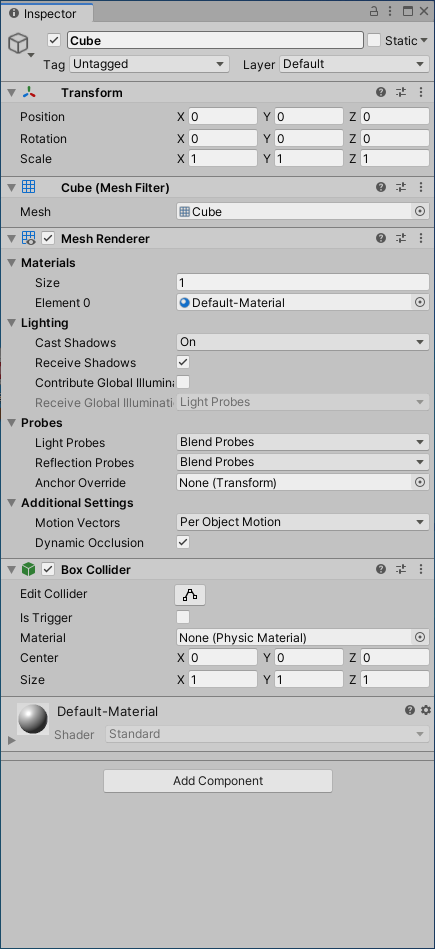 Inspector
Cube Static
Tag Untagged Layer Default
Transform
Position X 0 Y 0 Z 0
Rotation X 0 Y 0 Z 0
Scale X 1 Y 1 Z 1
Cube (Mesh Filter)
Mesh Cube
Mesh Renderer
Materials
Size 1
Element 0 Default-Material
Lighting
Cast Shadows On
Receive Shadows
Contribute Global Illumina
Receive Global Illuminati Light Probes
Probes
Light Probes Blend Probes
Reflection Probes Blend Probes
Anchor Override None (Transform)
Additional Settings
Motion Vectors Per Object Motion
Dynamic Occlusion
Box Collider
Edit Collider
Is Trigger
Material None (Physic Material)
Center X 0 Y 0 Z 0
Size X 1 Y 1 Z 1
Default-Material
Shader Standard
Add Component